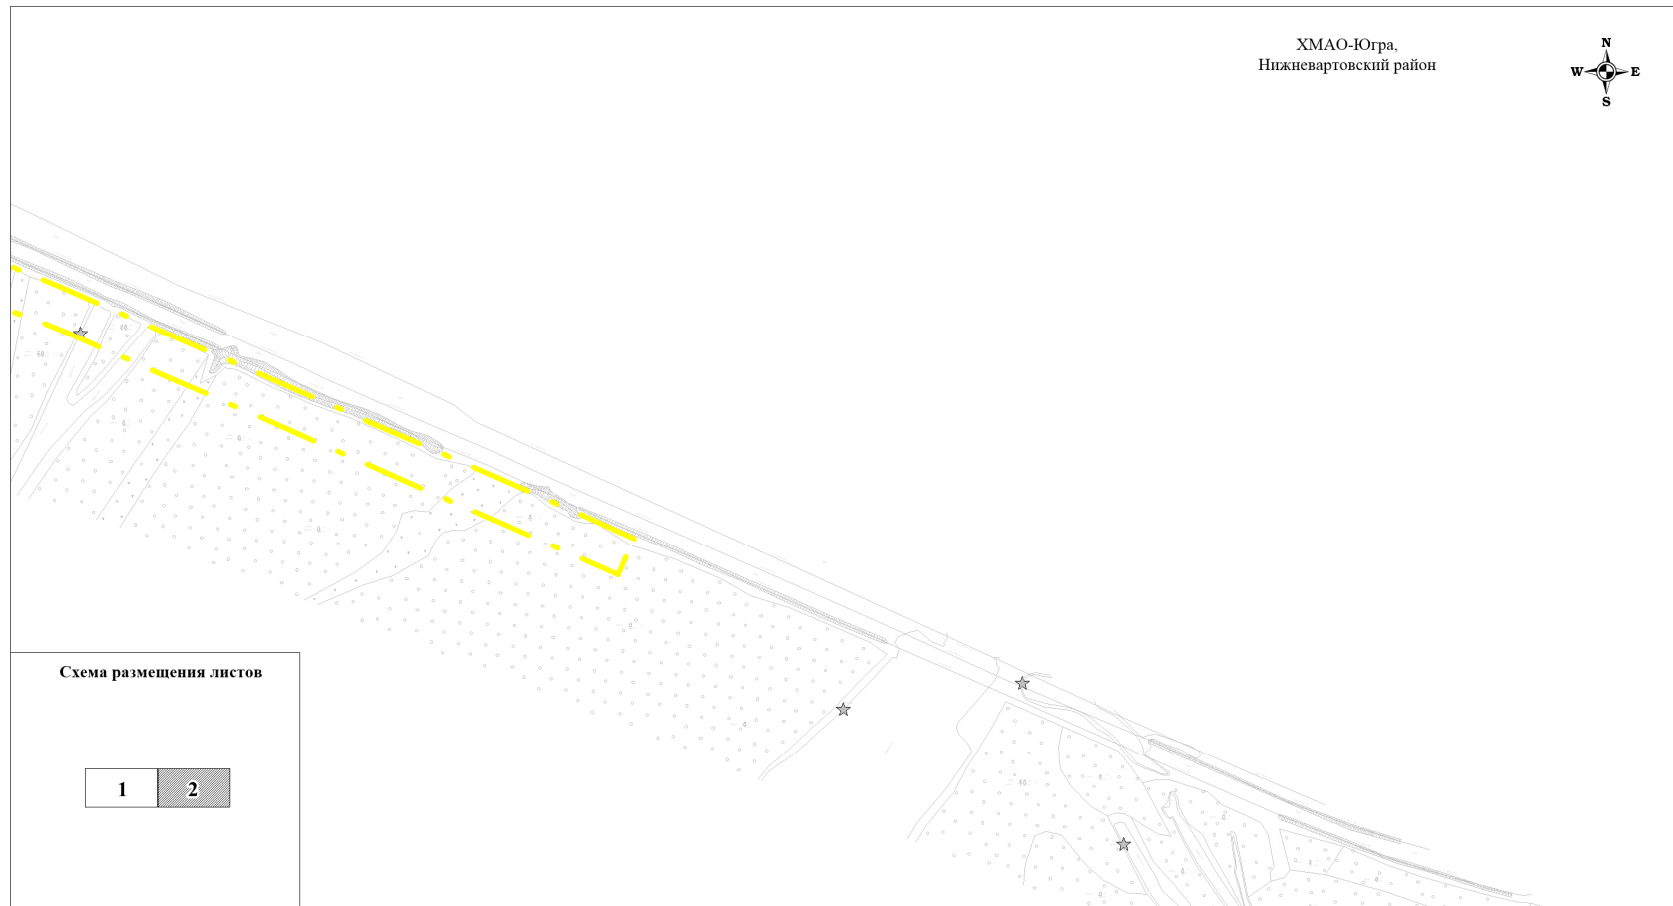 ХМАО-Югра,
Нижневартовский район
N
W E
S
Схема размещения листов
1 2